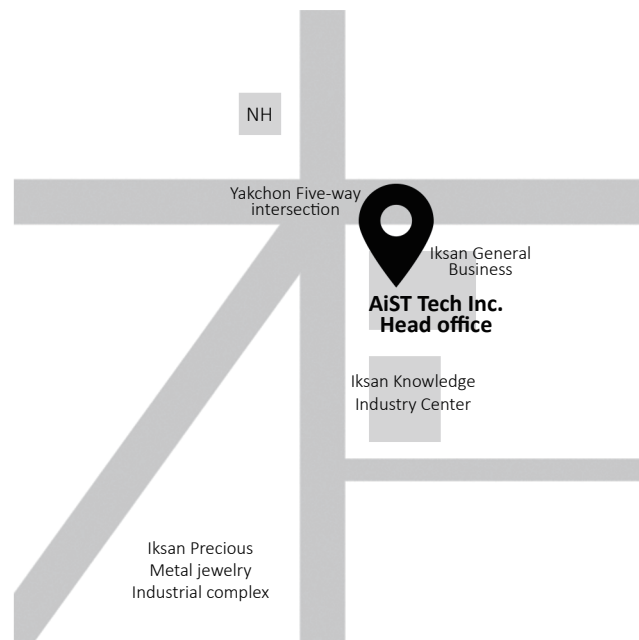 NH
Yakchon Five-way
intersection
Iksan General
Business
AiST Tech Inc.
Head office
Iksan Knowledge
Industry Center
Iksan Precious
Metal jewelry
Industrial complex